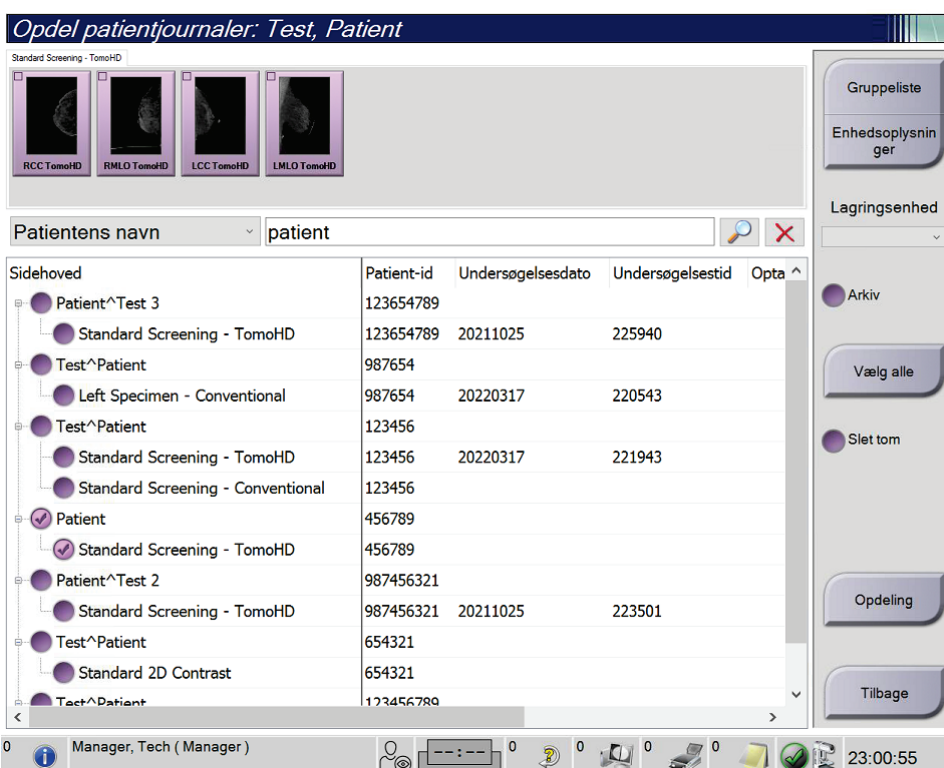 Opdel patientjournaler: Test, Patient
Standard Screening - TomoHD
RCC TomoHD RMLO TomoHD LCC TomoHD LMLO TomoHD
Gruppeliste
Enhedsoplysnin
ger
Lagringsenhed
Patientens navn patient
Sidehoved Patient-id Undersøgelsesdato Undersøgelsestid Opta
Patient^Test 3 123654789
Standard Screening - TomoHD 123654789 20211025 225940
Arkiv
Test^Patient 987654
Left Specimen - Conventional 987654 20220317 220543
Vælg alle
Test^Patient 123456
Standard Screening - TomoHD 123456 20220317 221943
Standard Screening - Conventional 123456
Slet tom
Patient 456789
Standard Screening - TomoHD 456789
Patient^Test 2 987456321
Standard Screening - TomoHD 987456321 20211025 223501
Opdeling
Test^Patient 654321
Standard 2D Contrast 654321
Test^Patient 123456789
Tilbage
0 Manager, Tech ( Manager ) --:-- 0 0 0 0 23:00:55